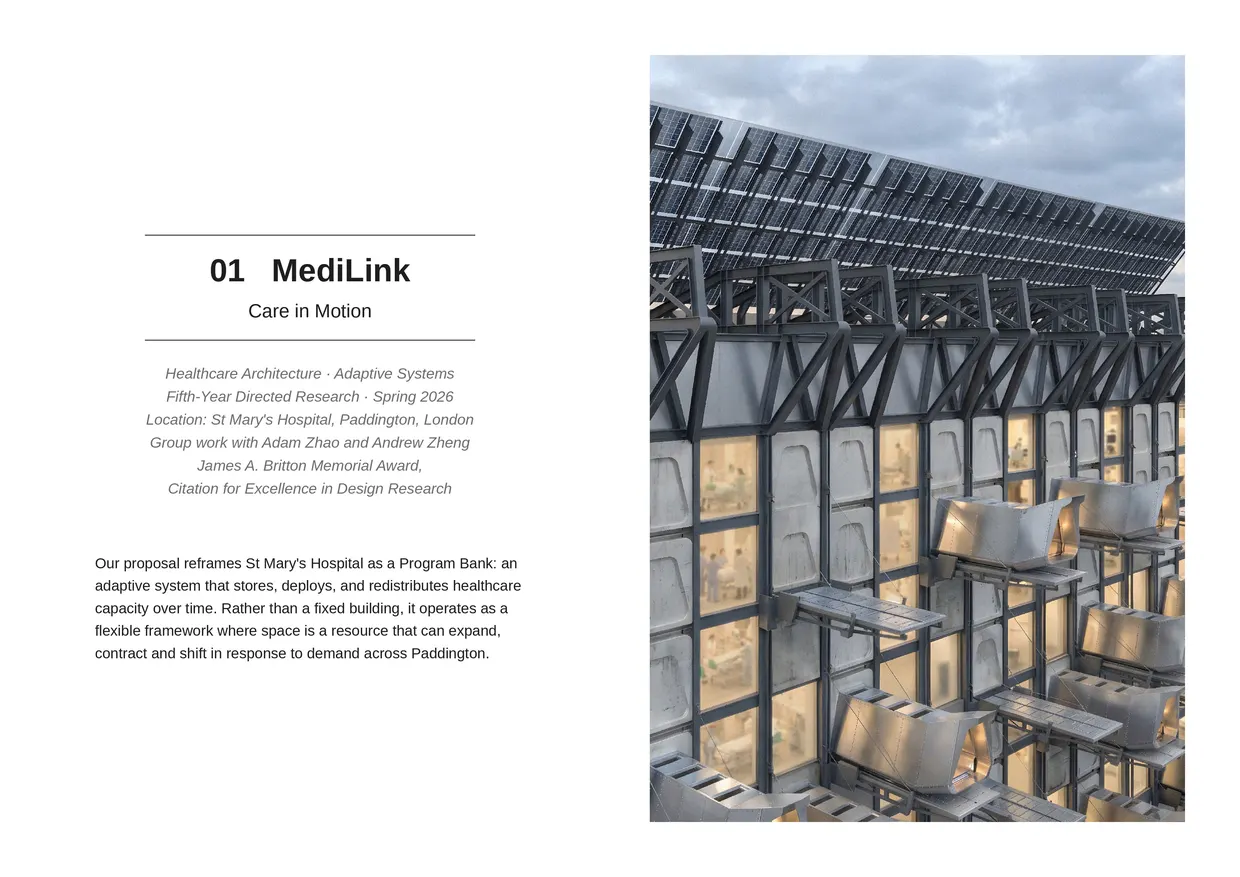 01 MediLink
Care in Motion
Healthcare Architecture · Adaptive Systems
Fifth-Year Directed Research · Spring 2026
Location: St Mary's Hospital, Paddington, London
Group work with Adam Zhao and Andrew Zheng
James A. Britton Memorial Award,
Citation for Excellence in Design Research
Our proposal reframes St Mary's Hospital as a Program Bank: an
adaptive system that stores, deploys, and redistributes healthcare
capacity over time. Rather than a fixed building, it operates as a
flexible framework where space is a resource that can expand,
contract and shift in response to demand across Paddington.